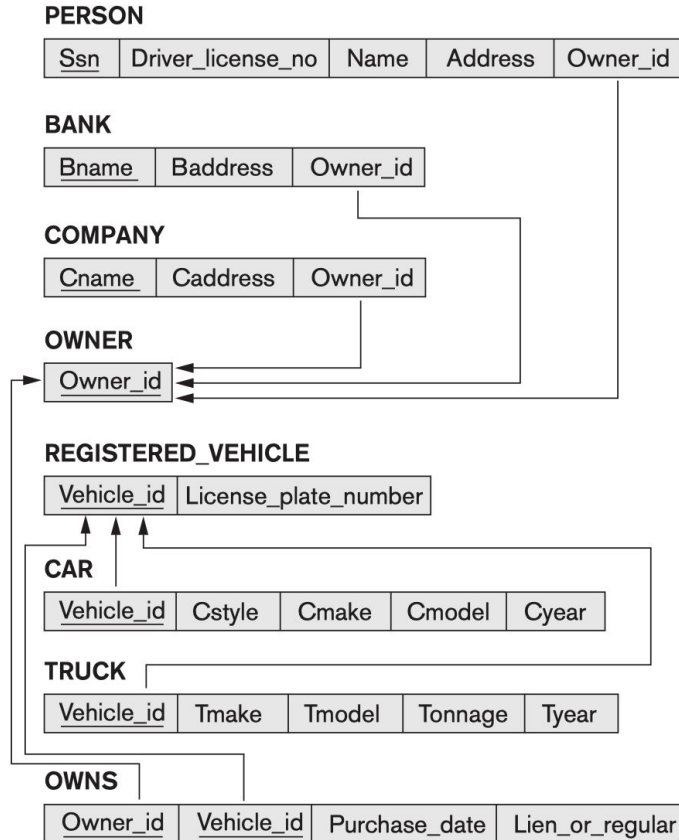 PERSON
Ssn Driver_license_no Name Address Owner_id
BANK
Bname Baddress Owner_id
COMPANY
Cname Caddress Owner_id
OWNER
Owner_id
REGISTERED_VEHICLE
Vehicle_id License_plate_number
CAR
Vehicle_id Cstyle Cmake Cmodel Cyear
TRUCK
Vehicle_id Tmake Tmodel Tonnage Tyear
OWNS
Owner_id Vehicle_id Purchase_date Lien_or_regular